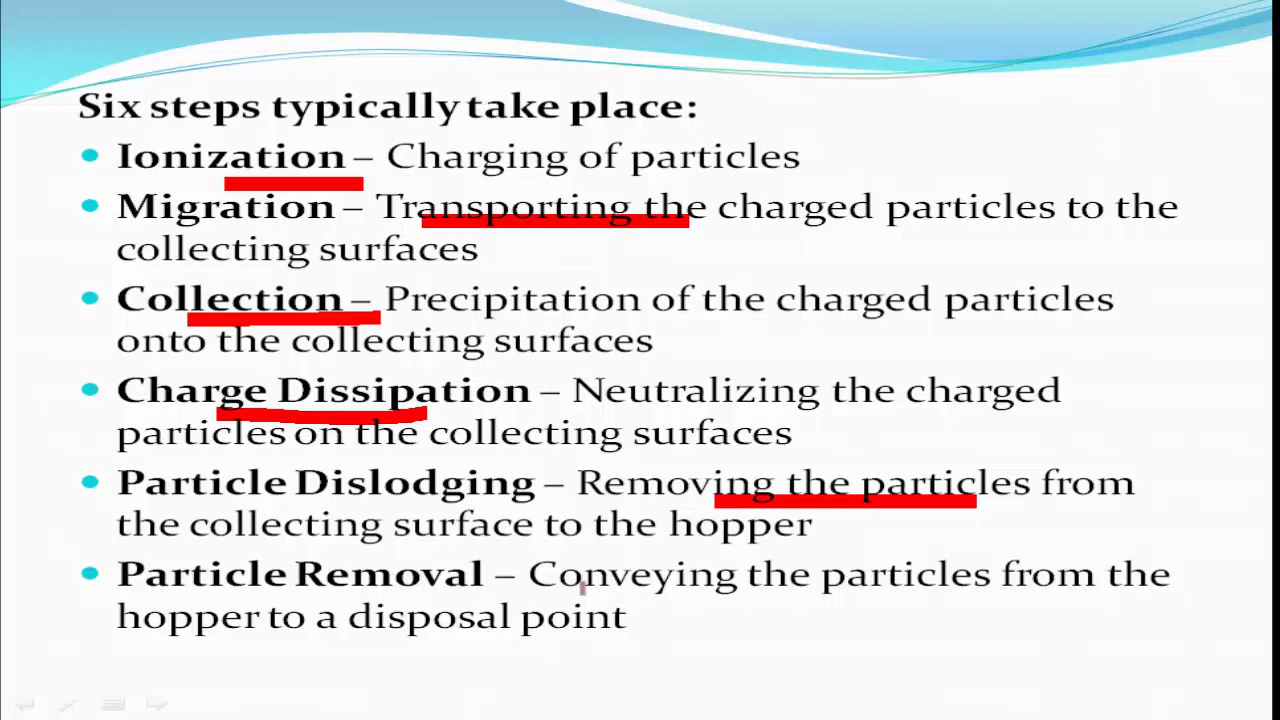 Six steps typically take place:
Ionization – Charging of particles
Migration – Transporting the charged particles to the
collecting surfaces
Collection – Precipitation of the charged particles
onto the collecting surfaces
Charge Dissipation – Neutralizing the charged
particles on the collecting surfaces
Particle Dislodging – Removing the particles from
the collecting surface to the hopper
Particle Removal – Conveying the particles from the
hopper to a disposal point